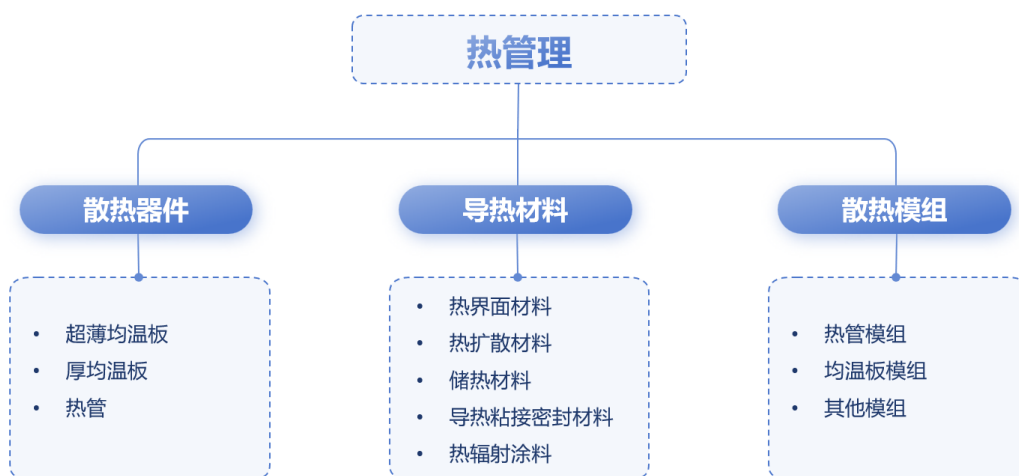 热管理
散热器件
超薄均温板
厚均温板
热管
导热材料
热界面材料
热扩散材料
储热材料
导热粘接密封材料
热辐射涂料
散热模组
热管模组
均温板模组
其他模组